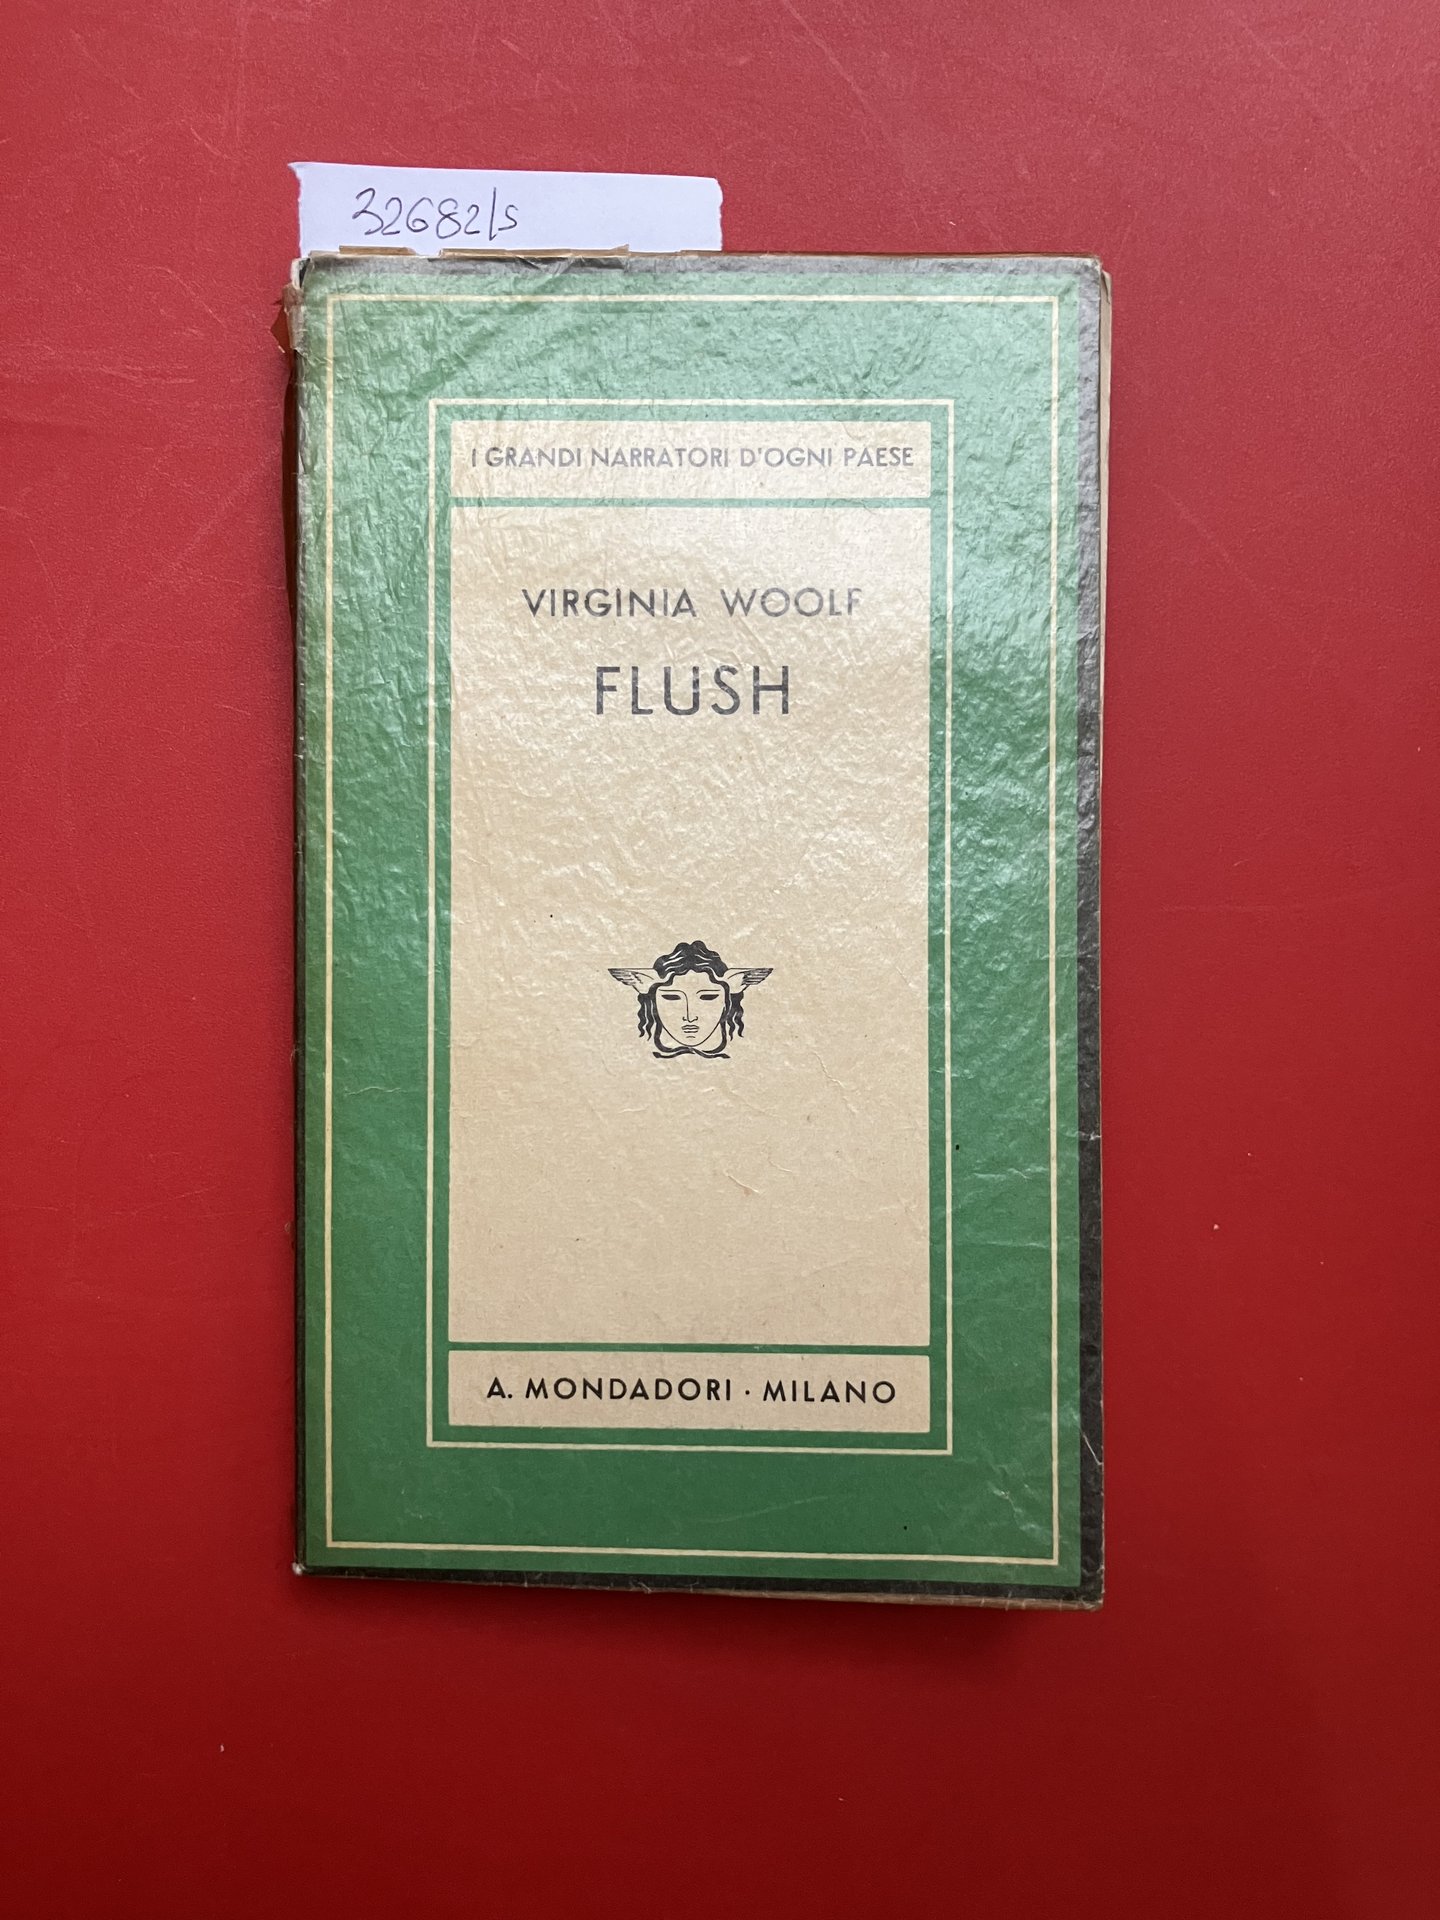 32682/s
I GRANDI NARRATORI D'OGNI PAESE
VIRGINIA WOOLF
FLUSH
A. MONDADORI · MILANO